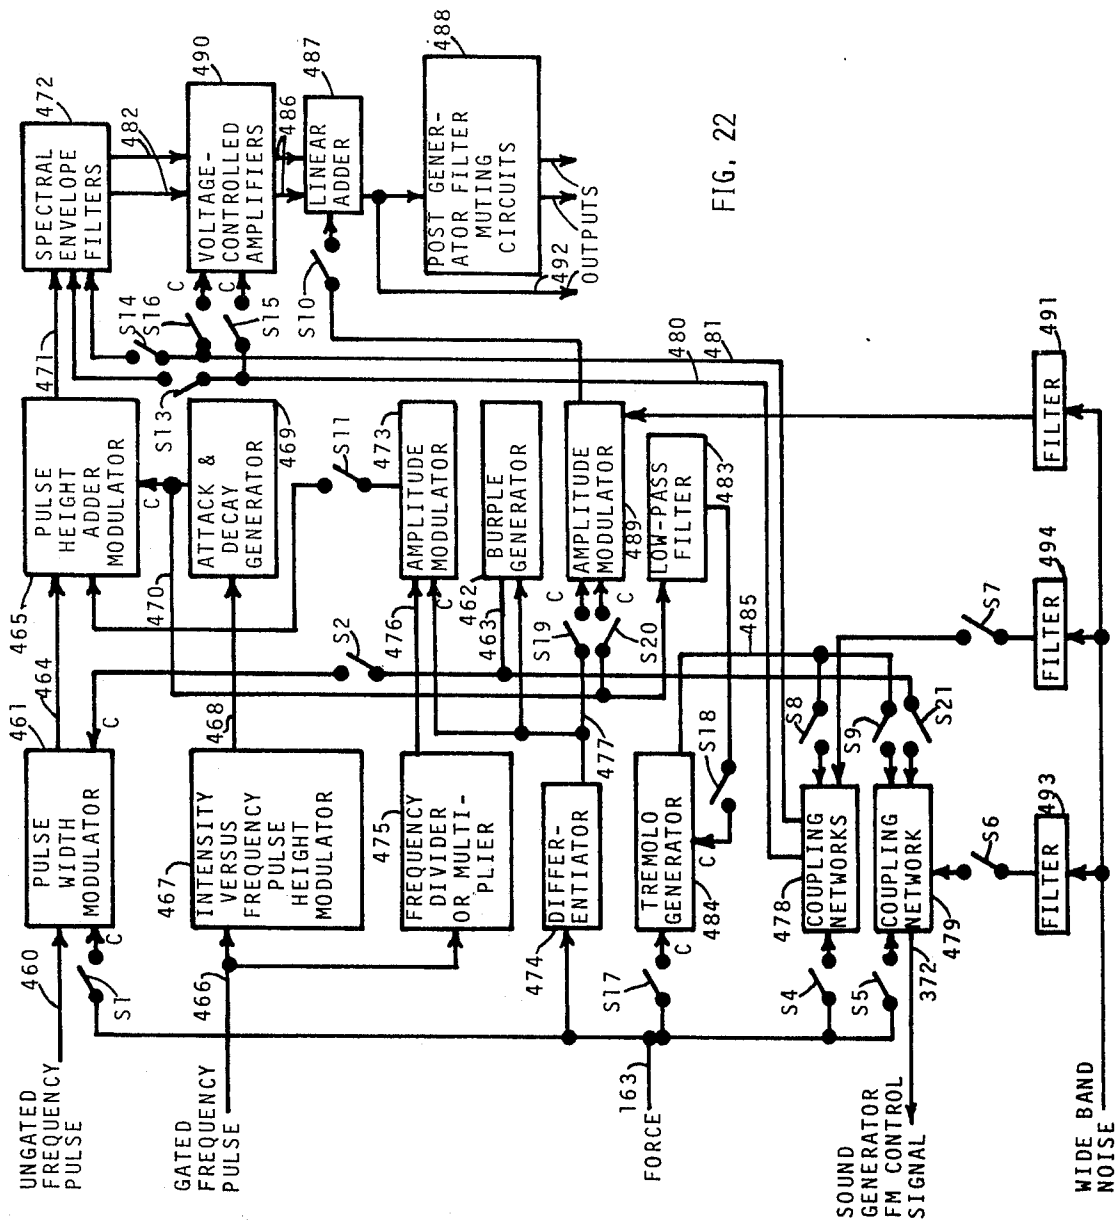 UNGATED
FREQUENCY
PULSE
460
S1
C
PULSE
WIDTH
MODULATOR
461
C
464
465
PULSE
HEIGHT
ADDER
MODULATOR
C
471
SPECTRAL
ENVELOPE
FILTERS
472
482
GATED
FREQUENCY
PULSE
466
467
INTENSITY
VERSUS
FREQUENCY
PULSE
HEIGHT
MODULATOR
468
470
ATTACK &
DECAY
GENERATOR
469
S13
S14
S16
S15
C
C
VOLTAGE-
CONTROLLED
AMPLIFIERS
490
486
S2
S11
S10
LINEAR
ADDER
487
475
FREQUENCY
DIVIDER
OR MULTI-
PLIER
476
C
AMPLITUDE
MODULATOR
473
POST GENER-
ATOR FILTER
MUTING
CIRCUITS
488
492
OUTPUTS
462
463
BURPLE
GENERATOR
474
DIFFER-
ENTIATOR
477
S19
S20
C
C
AMPLITUDE
MODULATOR
489
LOW-PASS
FILTER
483
163
FORCE
S17
C
484
TREMOLO
GENERATOR
C
S18
485
480
481
S4
478
COUPLING
NETWORKS
S8
S5
COUPLING
NETWORK
479
S9
S21
372
SOUND
GENERATOR
FM CONTROL
SIGNAL
S6
S7
493
FILTER
494
FILTER
491
FILTER
WIDE BAND
NOISE
FIG. 22